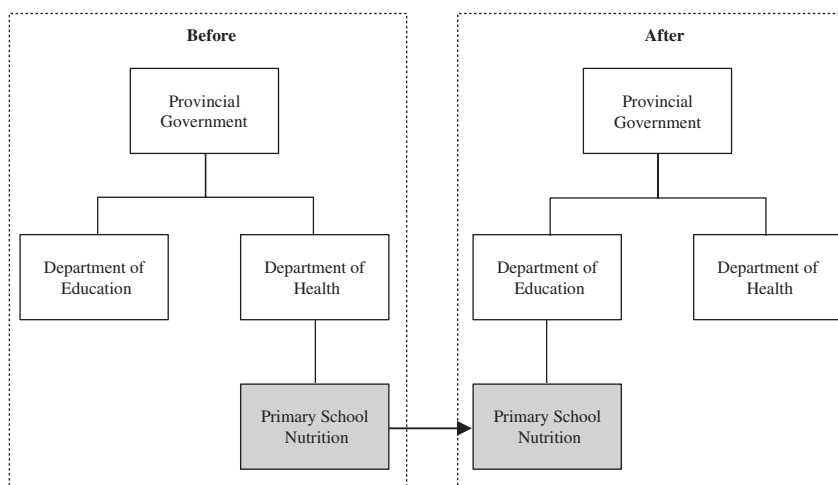 Before
Provincial
Government
Department of
Education
Department of
Health
Primary School
Nutrition
After
Provincial
Government
Department of
Education
Department of
Health
Primary School
Nutrition